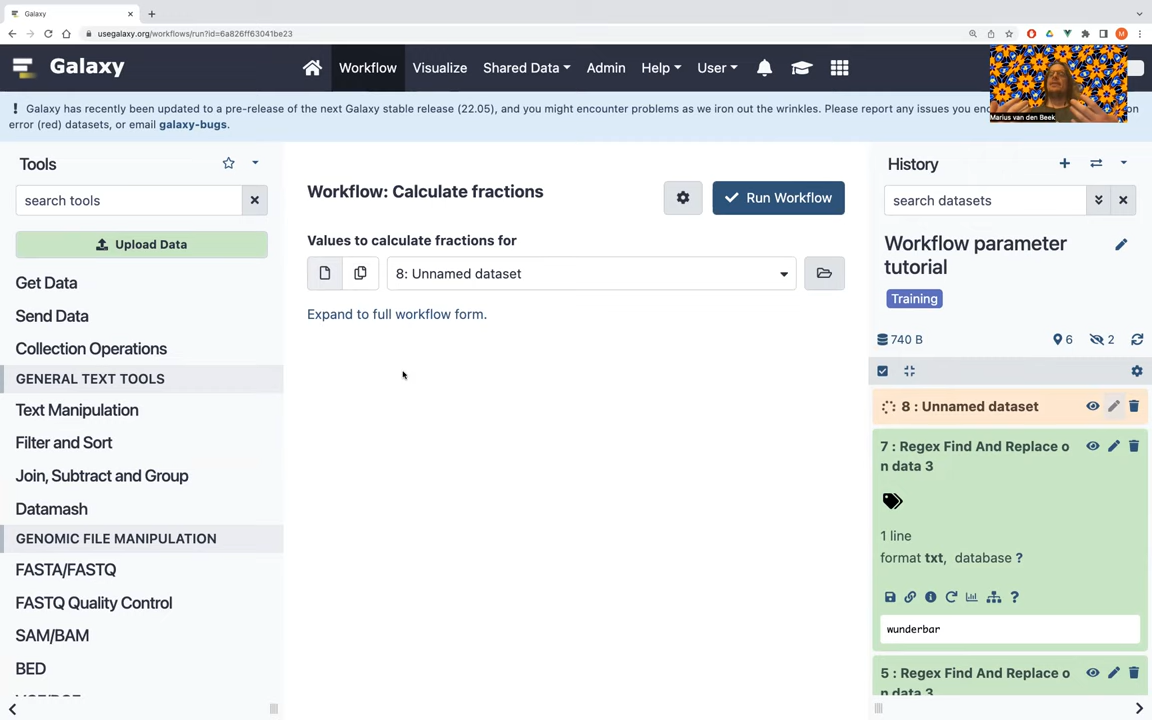 Galaxy
usegalaxy.org/workflows/run?id=6a826ff63041be23
M
Galaxy
Workflow
Visualize
Shared Data
Admin
Help
User
Marius van den Beek
! Galaxy has recently been updated to a pre-release of the next Galaxy stable release (22.05), and you might encounter problems as we iron out the wrinkles. Please report any issues you en
error (red) datasets, or email galaxy-bugs.
Tools
search tools
Upload Data
Get Data
Send Data
Collection Operations
GENERAL TEXT TOOLS
Text Manipulation
Filter and Sort
Join, Subtract and Group
Datamash
GENOMIC FILE MANIPULATION
FASTA/FASTQ
FASTQ Quality Control
SAM/BAM
BED
Workflow: Calculate fractions
Run Workflow
Values to calculate fractions for
8: Unnamed dataset
Expand to full workflow form.
History
search datasets
Workflow parameter
tutorial
Training
740 B
6
2
8 : Unnamed dataset
7 : Regex Find And Replace o
n data 3
1 line
format txt, database ?
?
wunderbar
5 : Regex Find And Replace o
n data 3